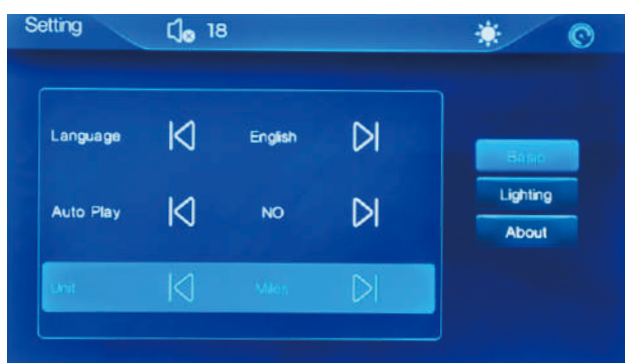 Setting 18
Language English
Auto Play NO
Unit Miles
Basic
Lighting
About